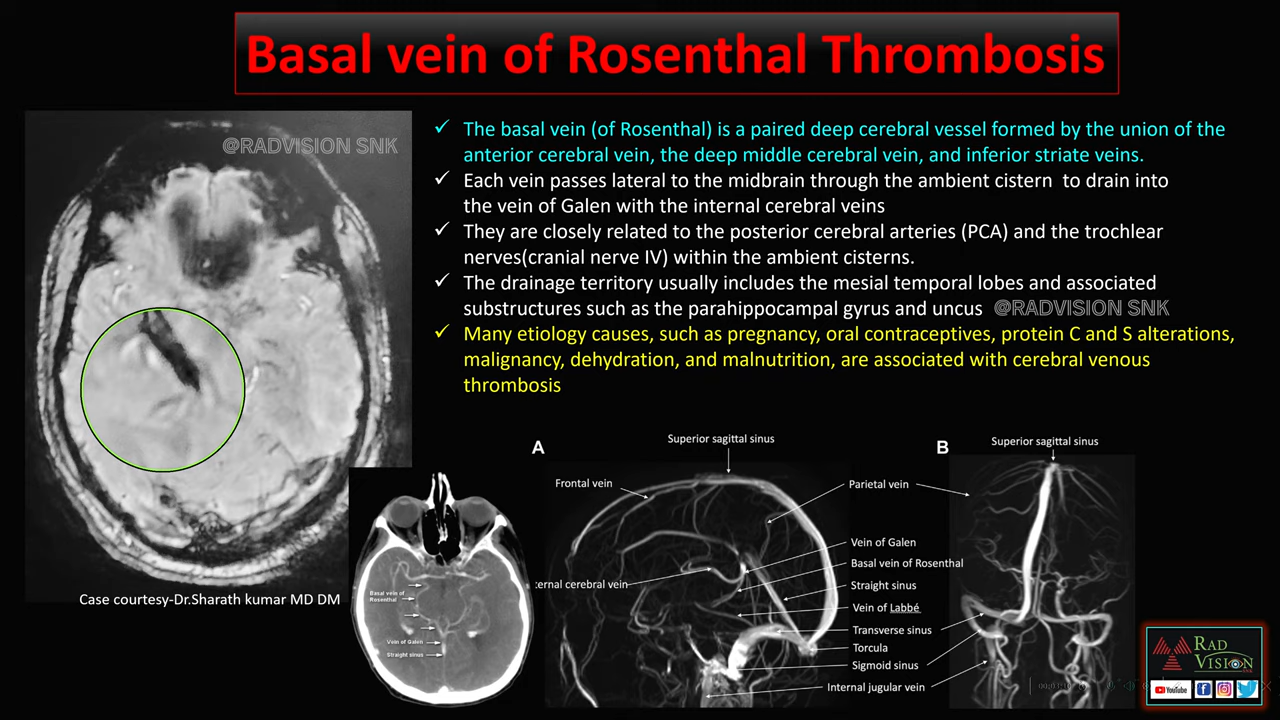 Basal vein of Rosenthal Thrombosis
@RADVISION SNK
✓ The basal vein (of Rosenthal) is a paired deep cerebral vessel formed by the union of the
anterior cerebral vein, the deep middle cerebral vein, and inferior striate veins.
✓ Each vein passes lateral to the midbrain through the ambient cistern to drain into
the vein of Galen with the internal cerebral veins
✓ They are closely related to the posterior cerebral arteries (PCA) and the trochlear
nerves(cranial nerve IV) within the ambient cisterns.
✓ The drainage territory usually includes the mesial temporal lobes and associated
substructures such as the parahippocampal gyrus and uncus @RADVISION SNK
✓ Many etiology causes, such as pregnancy, oral contraceptives, protein C and S alterations,
malignancy, dehydration, and malnutrition, are associated with cerebral venous
thrombosis
Case courtesy-Dr.Sharath kumar MD DM
Basal vein of
Rosenthal
Vein of Galen
Straight sinus
A
Superior sagittal sinus
Frontal vein
Parietal vein
Vein of Galen
Basal vein of Rosenthal
ternal cerebral vein
Straight sinus
Vein of Labbé
Transverse sinus
Torcula
Sigmoid sinus
Internal jugular vein
B
Superior sagittal sinus
RAD
VISION
SNK
YouTube